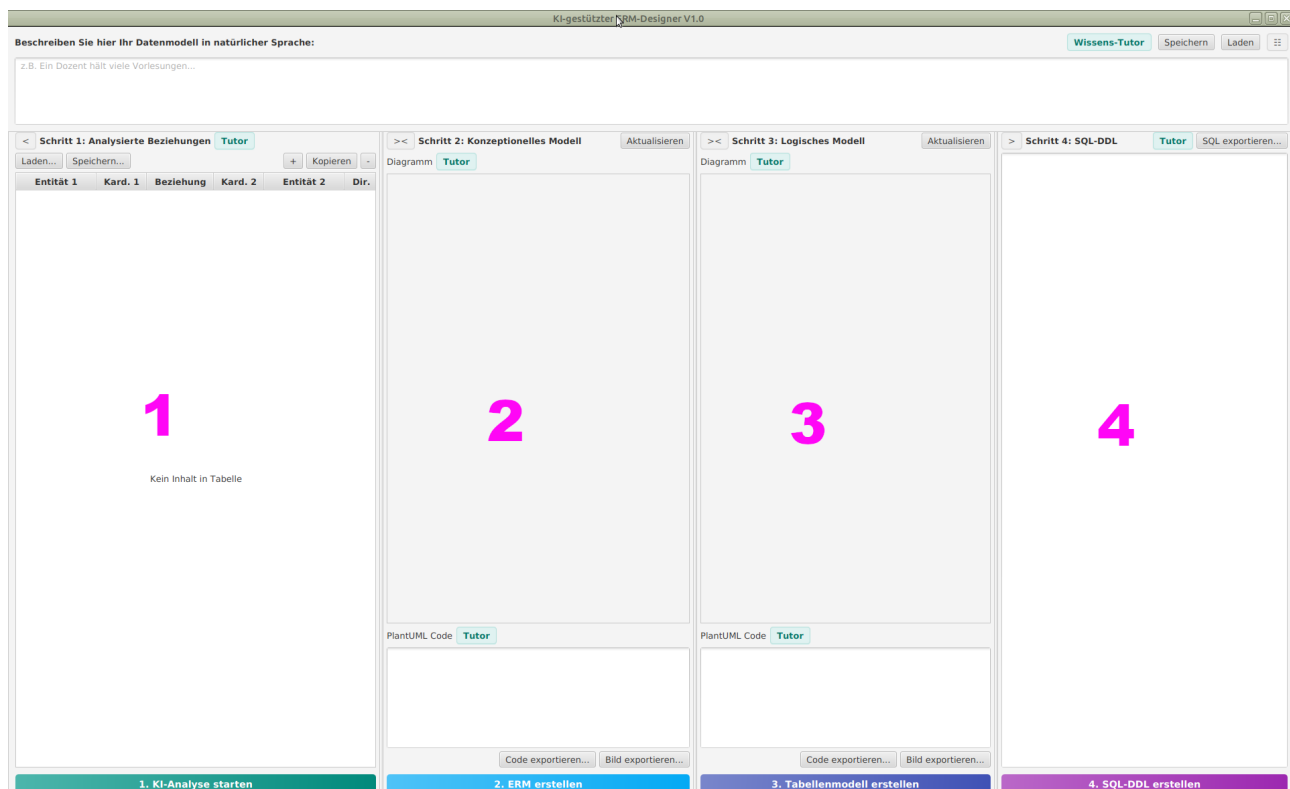 KI-gestützter ERM-Designer V1.0
Beschreiben Sie hier Ihr Datenmodell in natürlicher Sprache: Wissens-Tutor Speichern Laden
z.B. Ein Dozent hält viele Vorlesungen...
< Schritt 1: Analysierte Beziehungen Tutor
Laden... Speichern... + Kopieren -
Entität 1 Kard. 1 Beziehung Kard. 2 Entität 2 Dir.
1
Kein Inhalt in Tabelle
1. KI-Analyse starten
>< Schritt 2: Konzeptionelles Modell Aktualisieren
Diagramm Tutor
2
PlantUML Code Tutor
Code exportieren... Bild exportieren...
2. ERM erstellen
>< Schritt 3: Logisches Modell Aktualisieren
Diagramm Tutor
3
PlantUML Code Tutor
Code exportieren... Bild exportieren...
3. Tabellenmodell erstellen
> Schritt 4: SQL-DDL Tutor SQL exportieren...
4
4. SQL-DDL erstellen